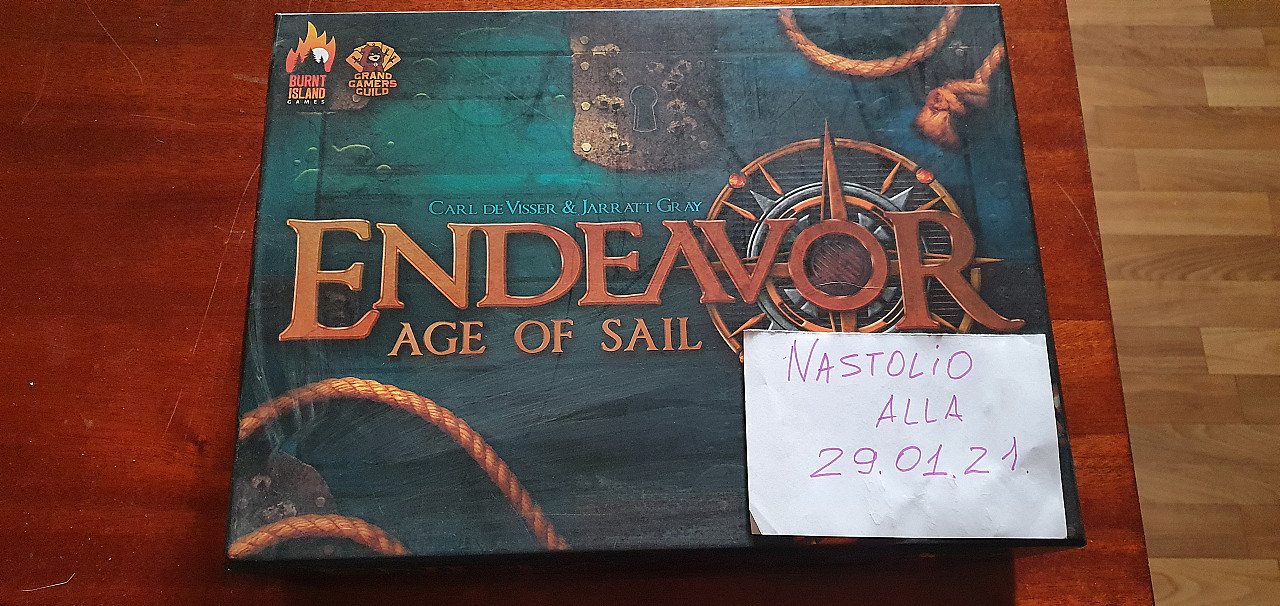 BURNT
ISLAND
GAMES
GRAND
GAMERS
GUILD
CARL DE VISSER & JARRATT GRAY
ENDEAVOR
AGE OF SAIL
NASTOLiO
ALLA
29.01.21.